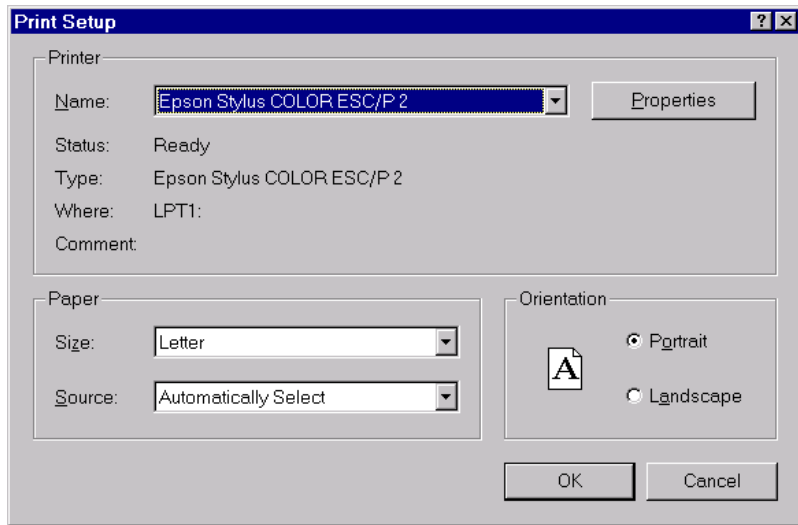 Print Setup
Printer
Name: Epson Stylus COLOR ESC/P 2 Properties
Status: Ready
Type: Epson Stylus COLOR ESC/P 2
Where: LPT1:
Comment:
Paper
Size: Letter
Source: Automatically Select
Orientation
A
Portrait
Landscape
OK Cancel